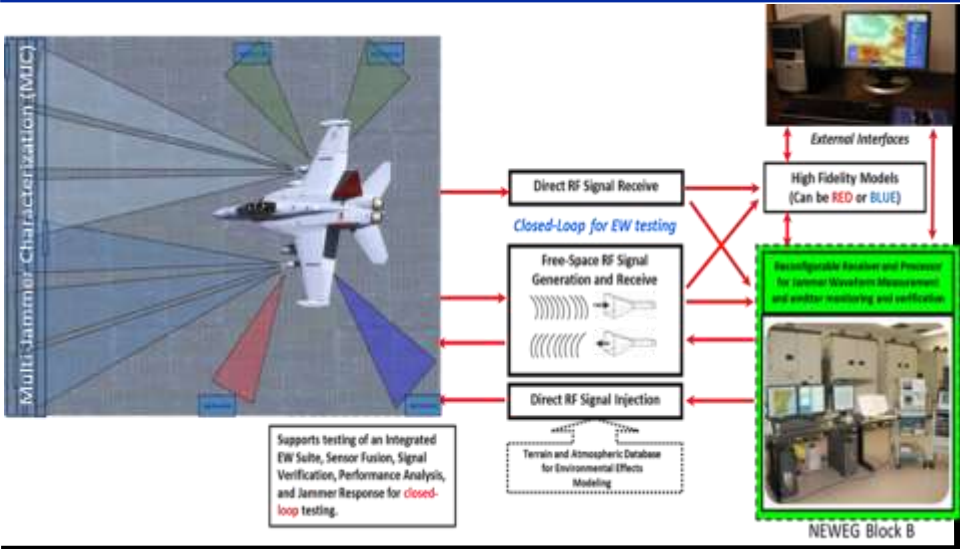 Multi-Jammer Characterization (MJC)
External Interfaces
Direct RF Signal Receive
High Fidelity Models
(Can be RED or BLUE)
Closed-Loop for EW testing
Free-Space RF Signal
Generation and Receive
Reconfigurable Receiver and Processor
for Jammer Waveform Measurement
and emitter monitoring and verification
Direct RF Signal Injection
Supports testing of an Integrated
EW Suite, Sensor Fusion, Signal
Verification, Performance Analysis,
and Jammer Response for closed-
loop testing.
Terrain and Atmospheric Database
for Environmental Effects
Modeling
NEWEG Block B